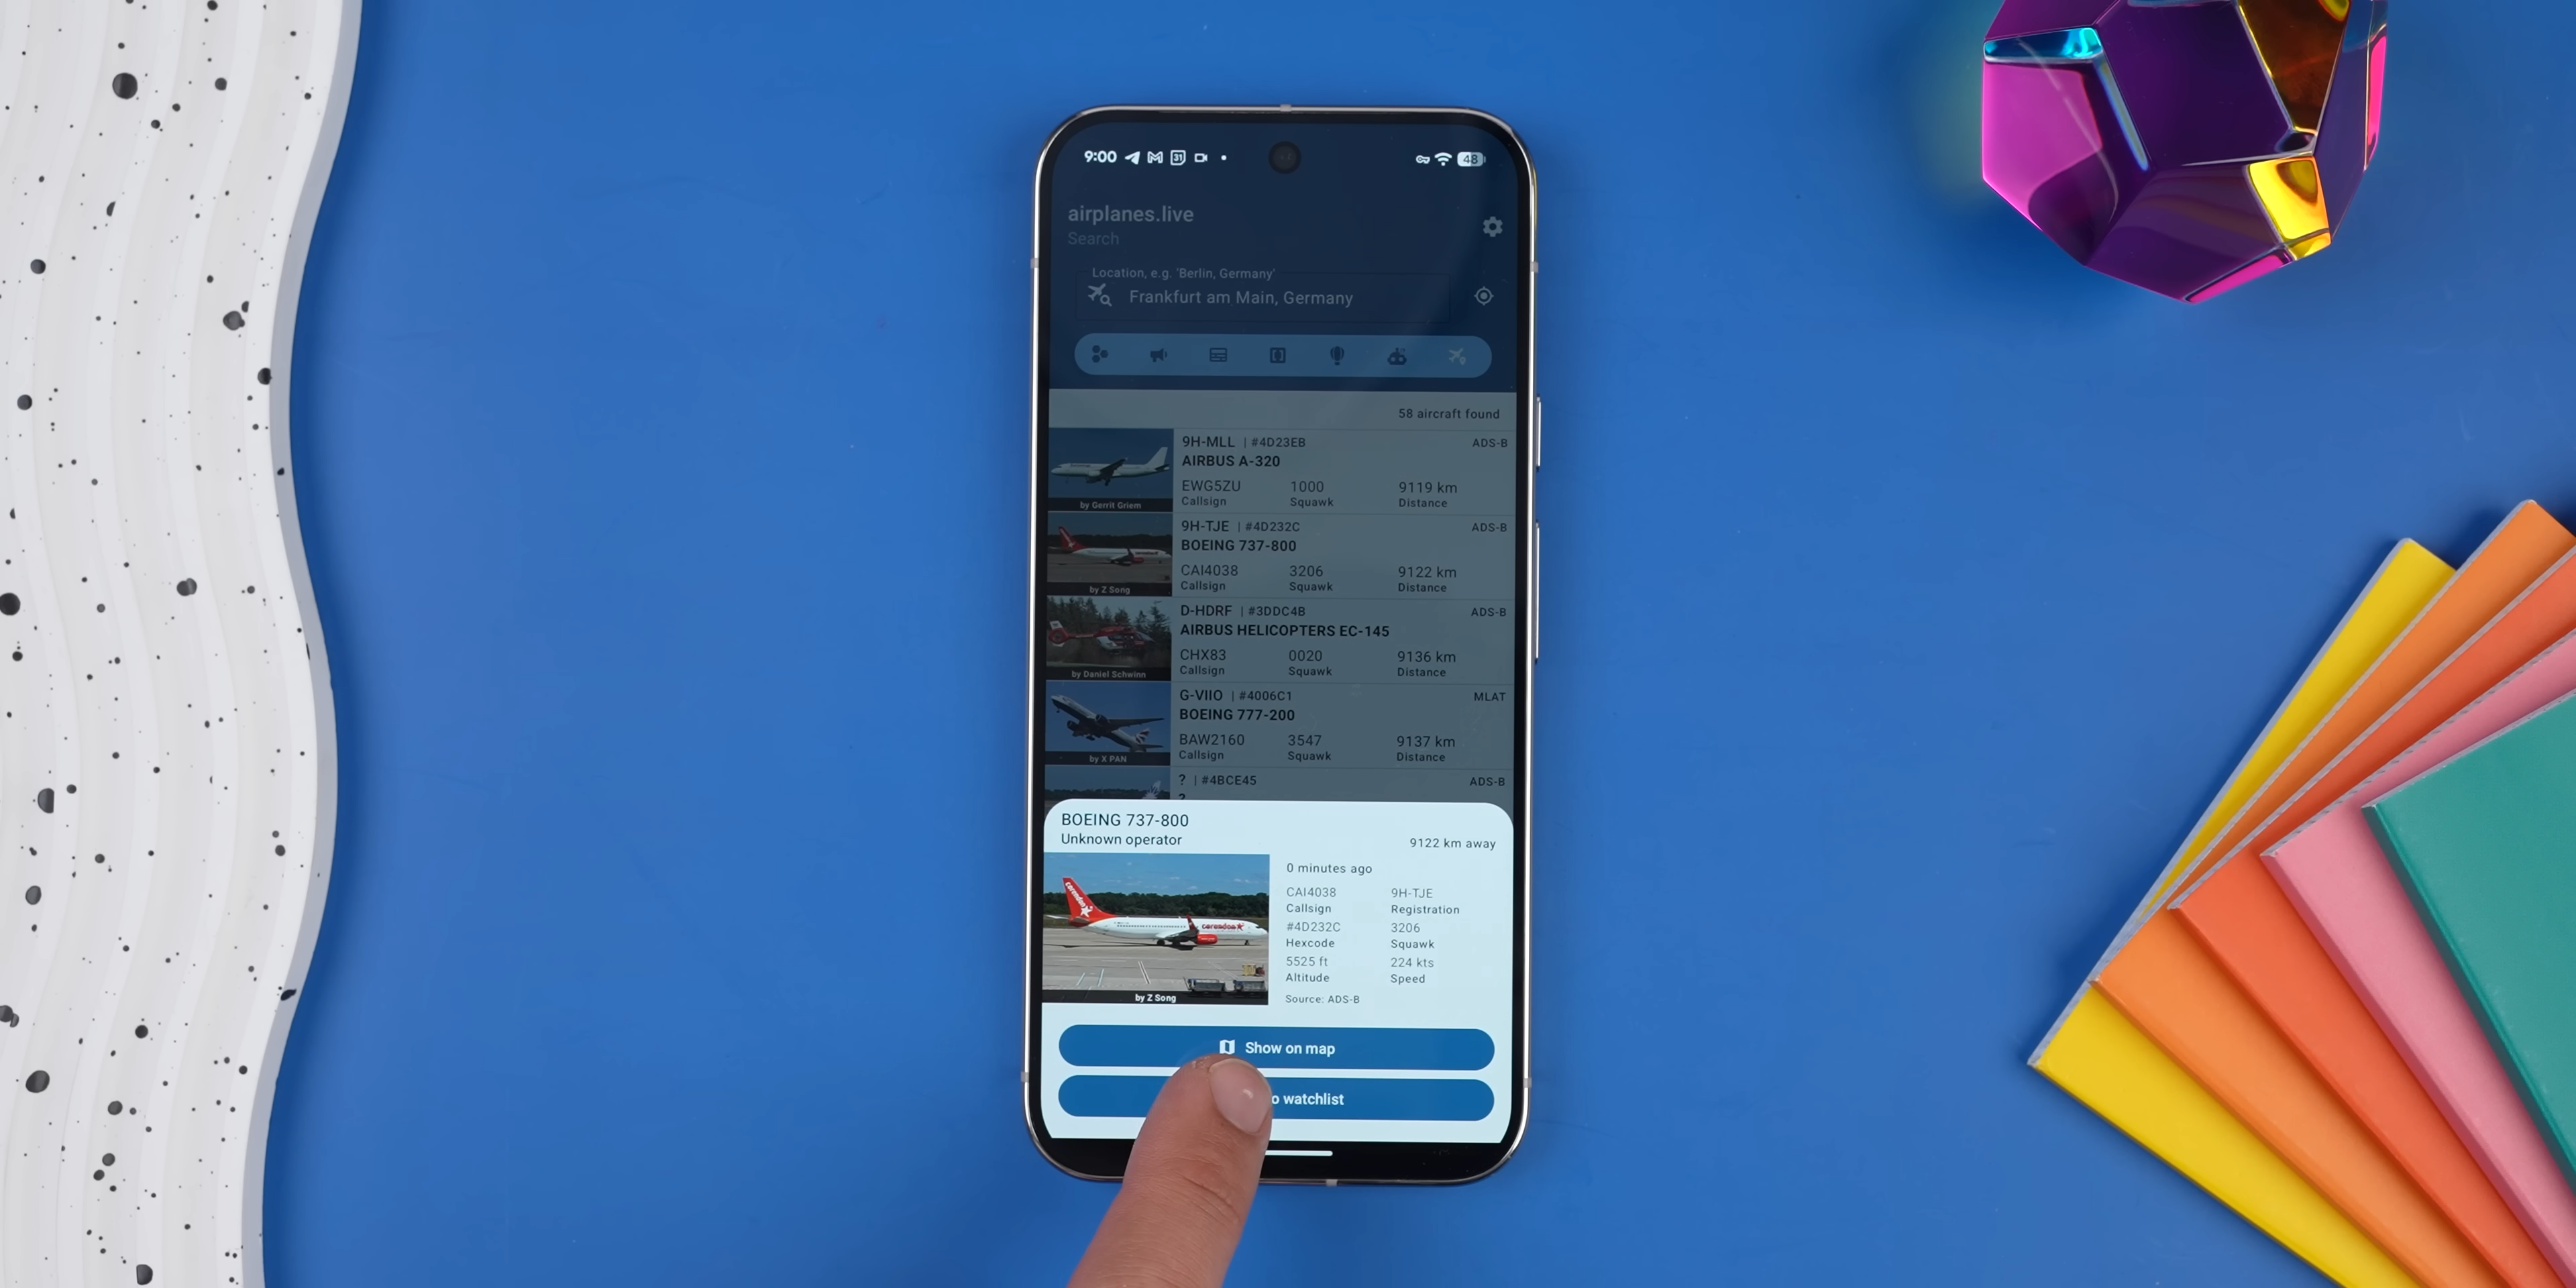 9:00
31
48
airplanes.live
Search
Location, e.g. 'Berlin, Germany'
Frankfurt am Main, Germany
58 aircraft found
9H-MLL | #4D23EB ADS-B
AIRBUS A-320
EWG5ZU 1000 9119 km
Callsign Squawk Distance
by Gerrit Griem
9H-TJE | #4D232C ADS-B
BOEING 737-800
CAI4038 3206 9122 km
Callsign Squawk Distance
by Z Song
D-HDRF | #3DDC4B ADS-B
AIRBUS HELICOPTERS EC-145
CHX83 0020 9136 km
Callsign Squawk Distance
by Daniel Schwinn
G-VIIO | #4006C1 MLAT
BOEING 777-200
BAW2160 3547 9137 km
Callsign Squawk Distance
by X PAN
? | #4BCE45 ADS-B
?
BOEING 737-800
Unknown operator
9122 km away
corendon
corendon
by Z Song
0 minutes ago
CAI4038 9H-TJE
Callsign Registration
#4D232C 3206
Hexcode Squawk
5525 ft 224 kts
Altitude Speed
Source: ADS-B
Show on map
o watchlist